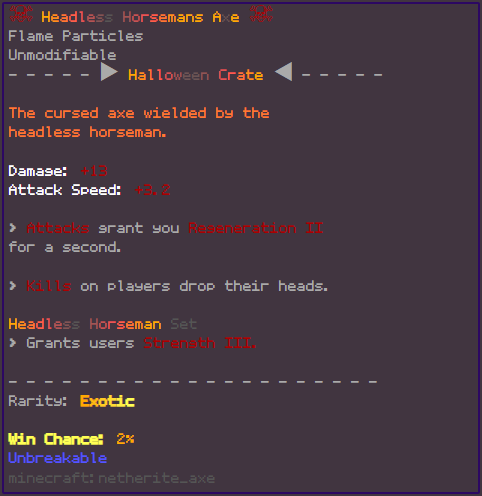 Headless Horsemans Axe
Flame Particles
Unmodifiable
- - - - - ▶ Halloween Crate ◀ - - - - -
The cursed axe wielded by the
headless horseman.
Damage: +13
Attack Speed: +3.2
> Attacks grant you Regeneration II
for a second.
> Kills on players drop their heads.
Headless Horseman Set
> Grants users Strength III.
- - - - - - - - - - - - - - - - - - - - -
Rarity: Exotic
Win Chance: 2%
Unbreakable
minecraft:netherite_axe